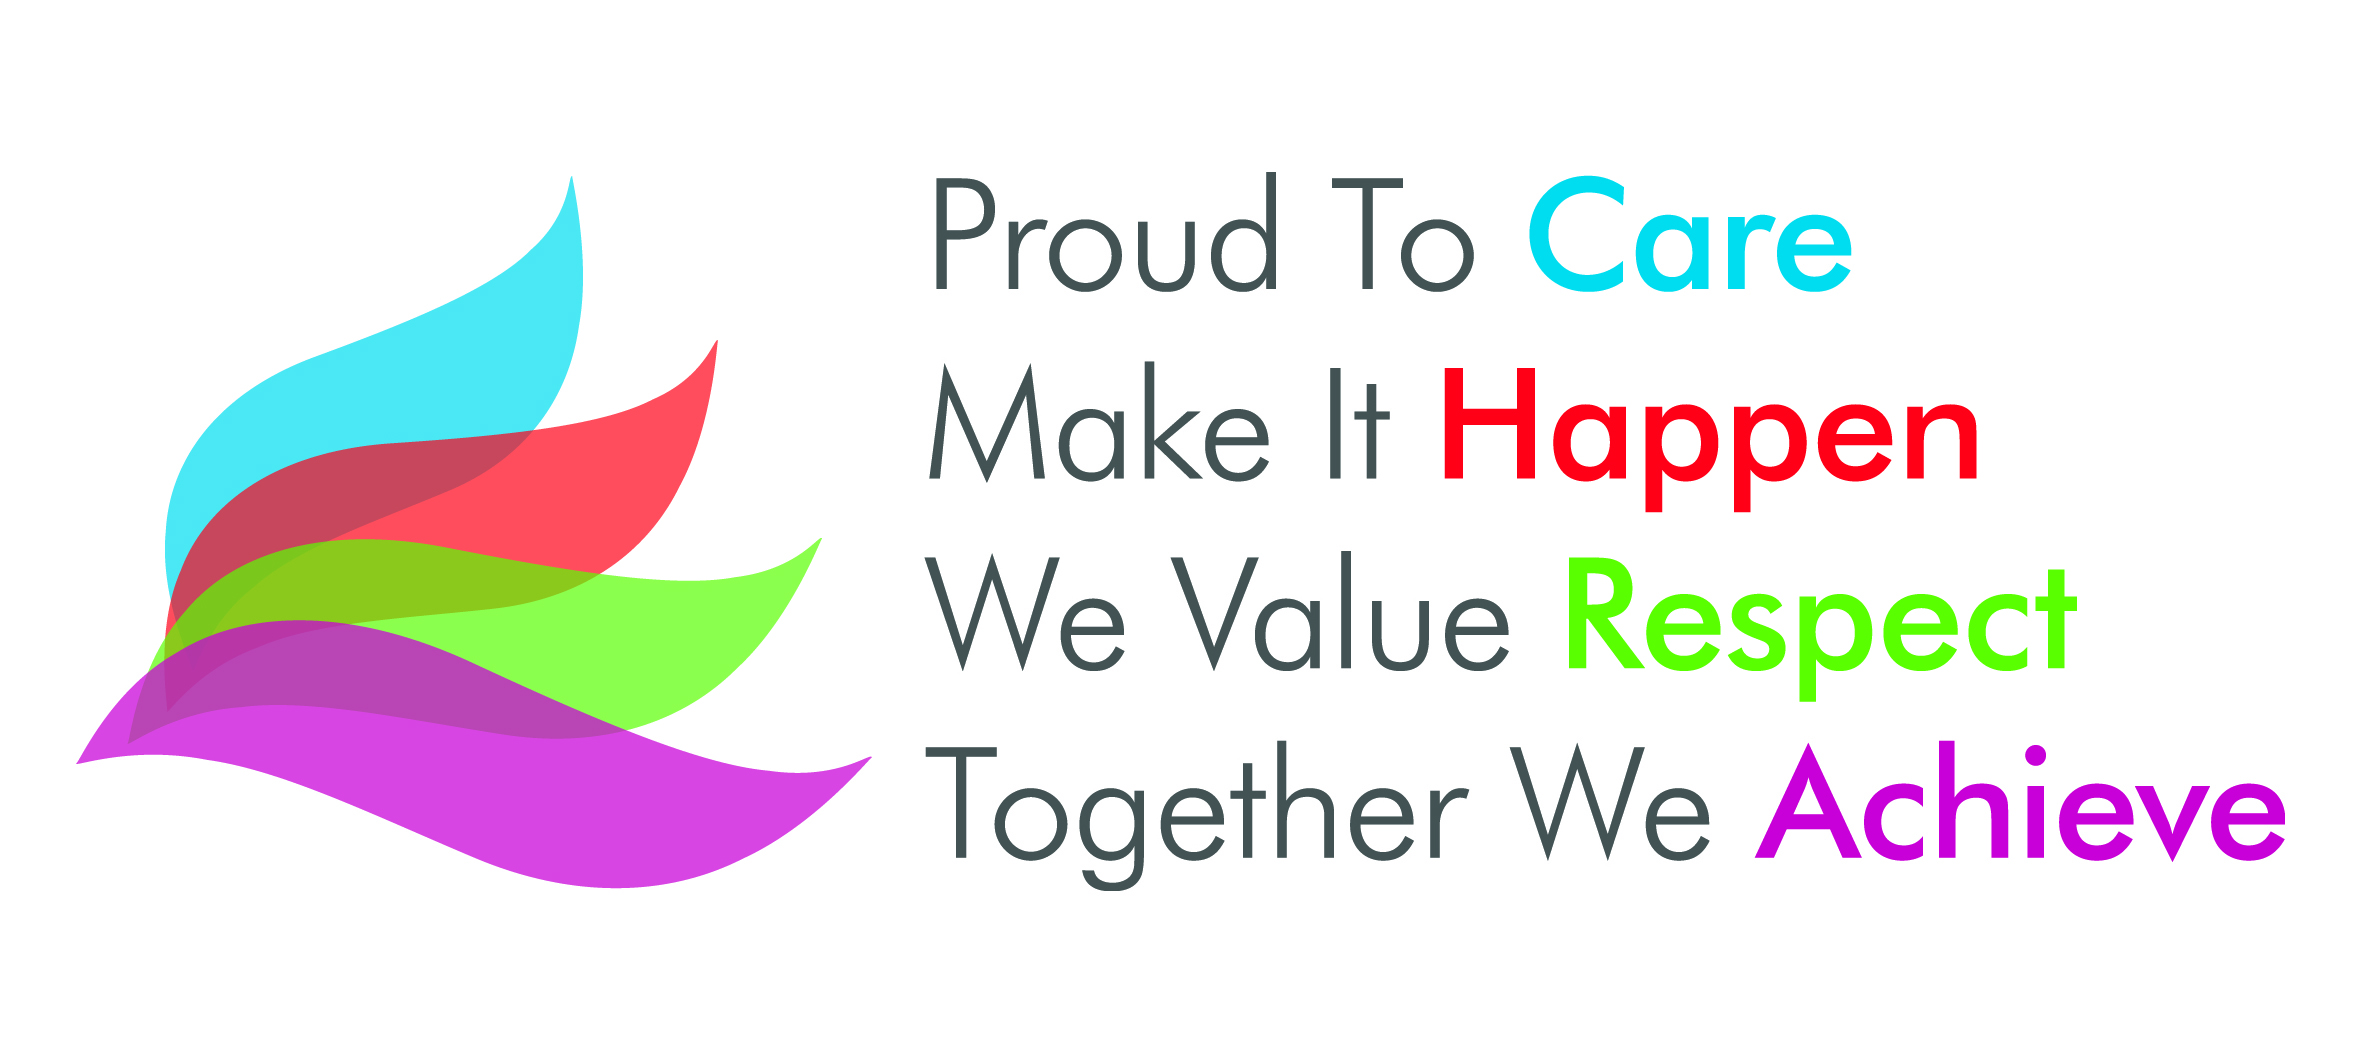 Proud To Care
Make It Happen
We Value Respect
Together We Achieve